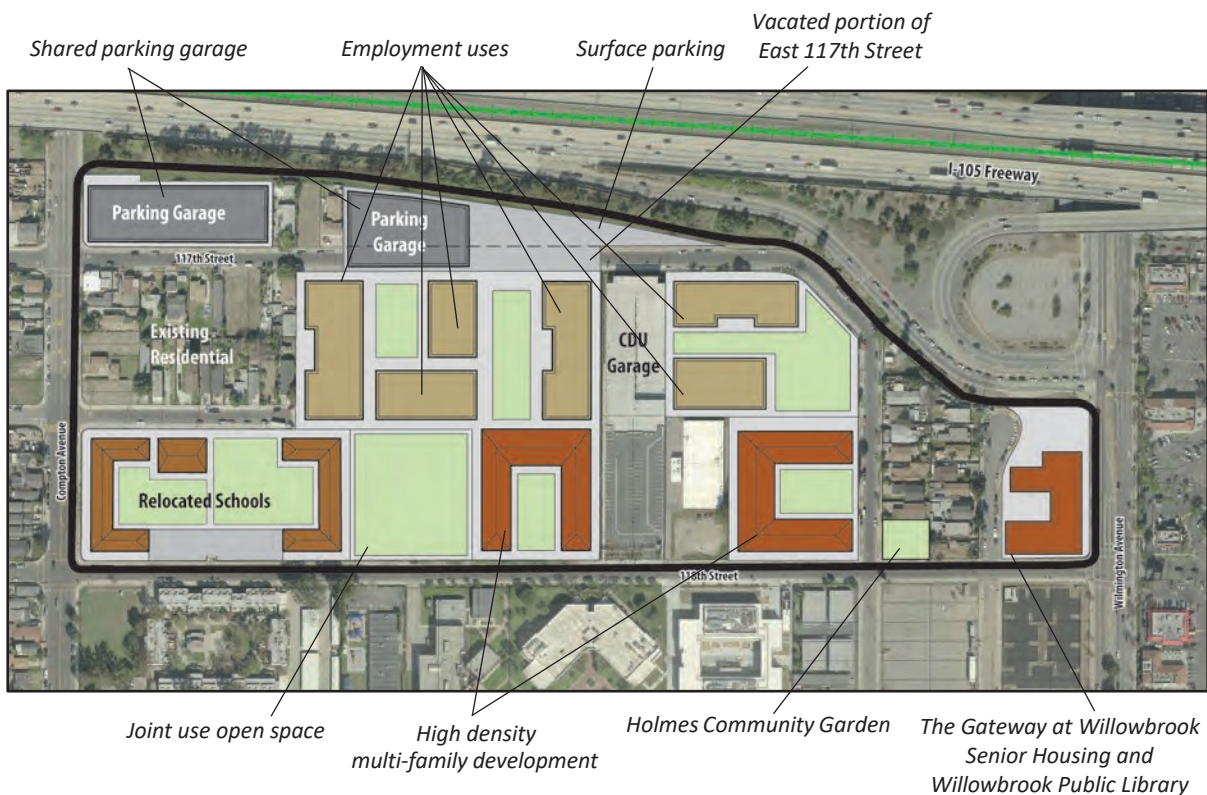 Vacated portion of
East 117th Street
Shared parking garage
Employment uses
Surface parking
I-105 Freeway
Parking Garage
Parking
Garage
117th Street
Existing
Residential
CDU
Garage
Compton Avenue
Relocated Schools
118th Street
Wilmington Avenue
Joint use open space
High density
multi-family development
Holmes Community Garden
The Gateway at Willowbrook
Senior Housing and
Willowbrook Public Library